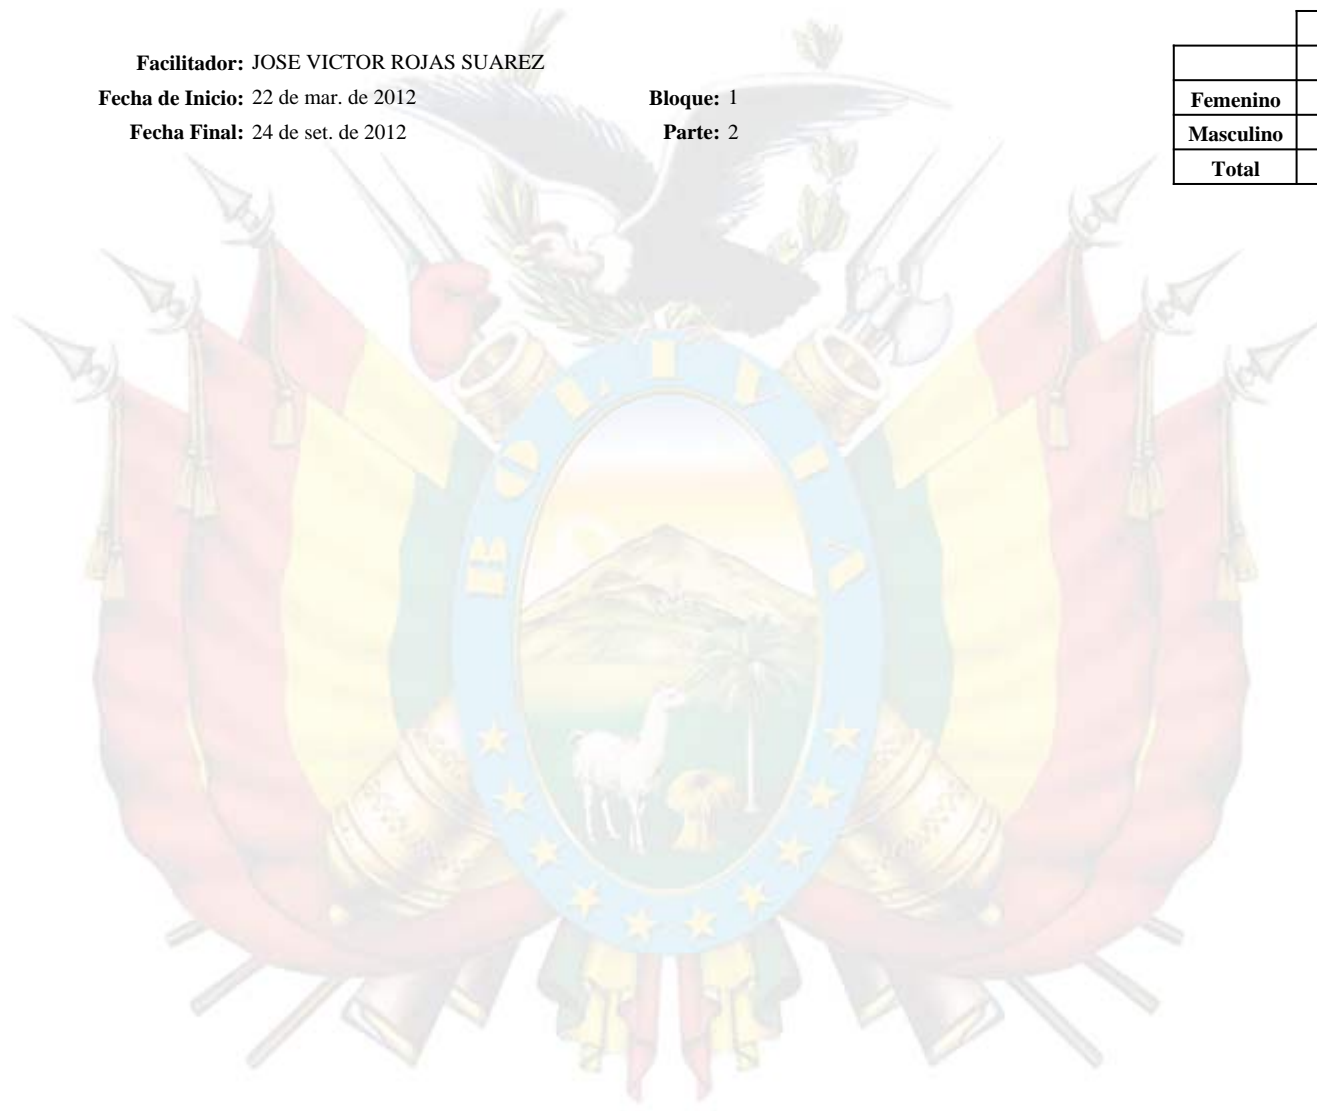 Facilitador: JOSE VICTOR ROJAS SUAREZ
Fecha de Inicio: 22 de mar. de 2012 Bloque: 1
Fecha Final: 24 de set. de 2012 Parte: 2
Femenino
Masculino
Total
BOLIVIA